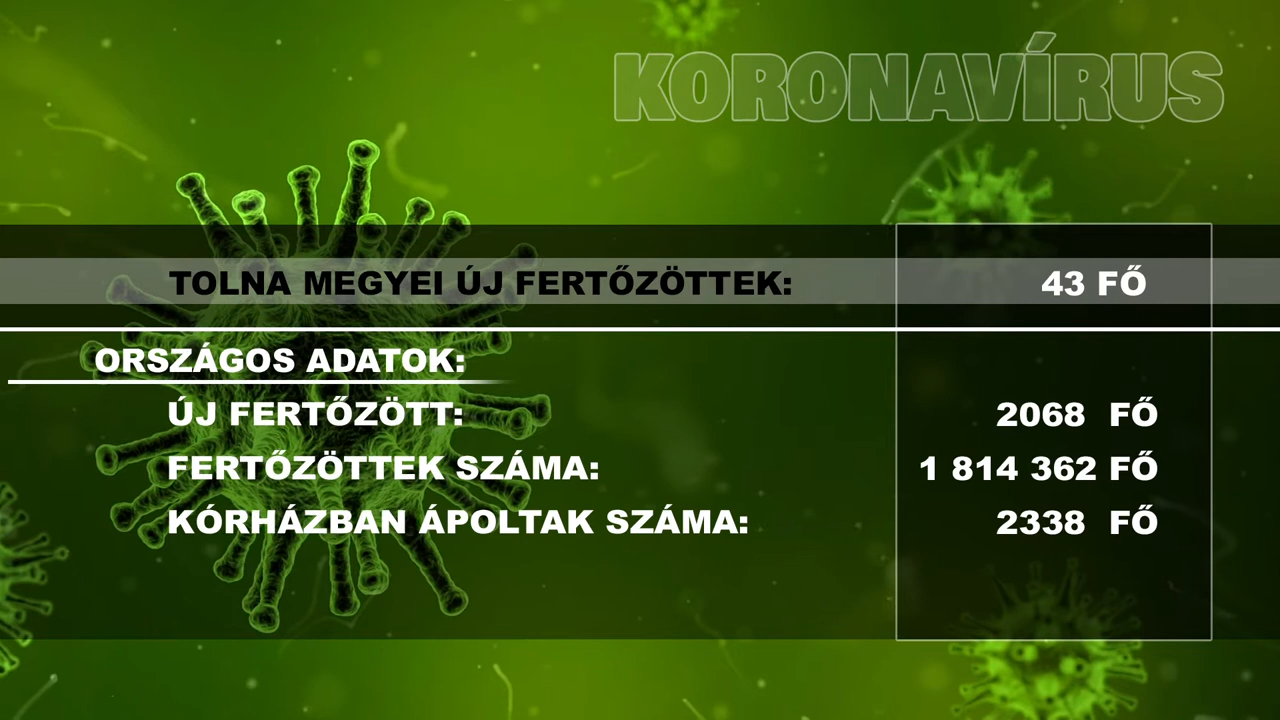 KORONAVÍRUS
TOLNA MEGYEI ÚJ FERTŐZÖTTEK: 43 FŐ
ORSZÁGOS ADATOK:
ÚJ FERTŐZÖTT: 2068 FŐ
FERTŐZÖTTEK SZÁMA: 1 814 362 FŐ
KÓRHÁZBAN ÁPOLTAK SZÁMA: 2338 FŐ